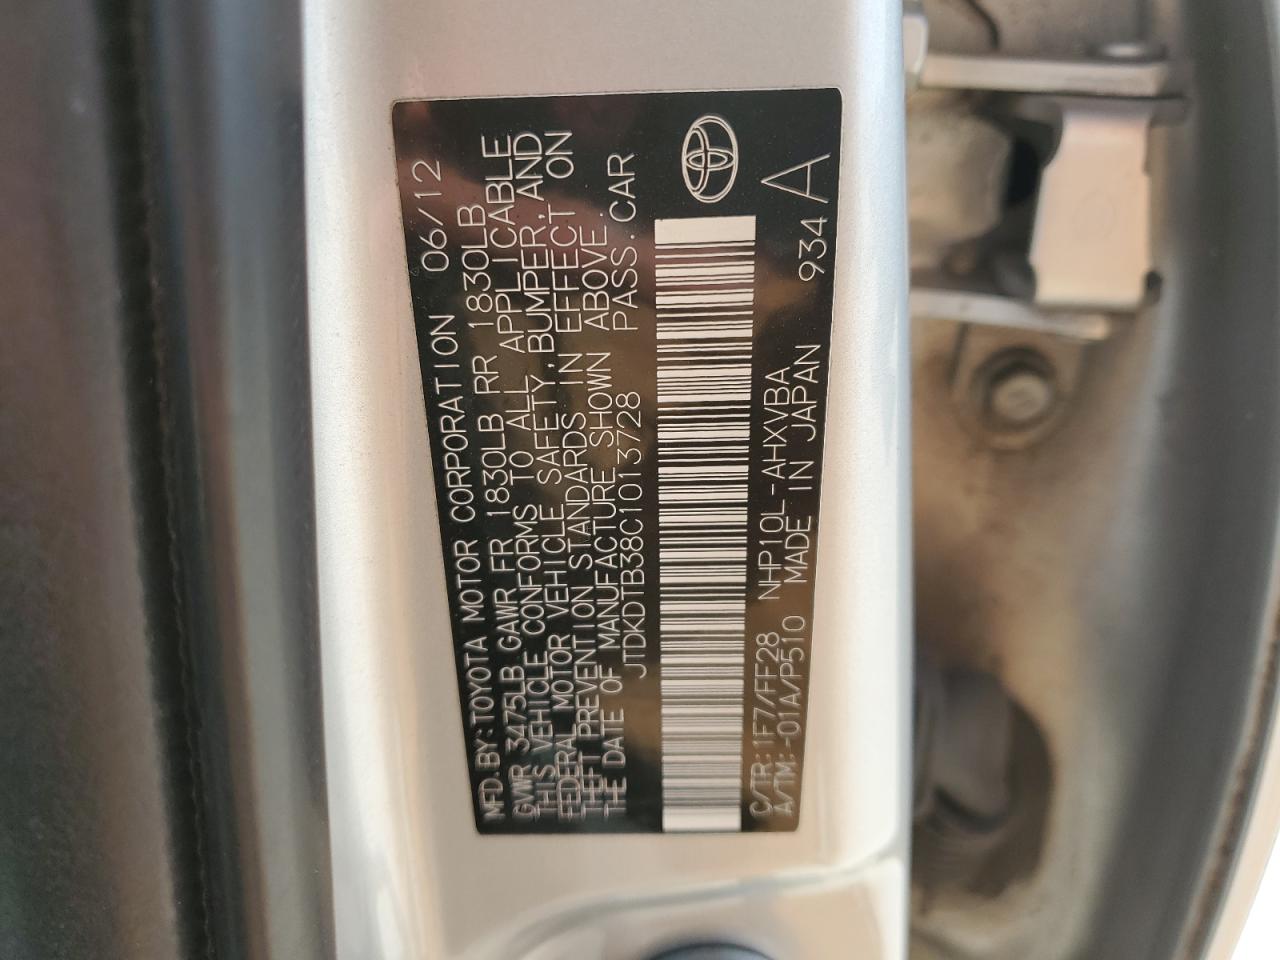 MFD. BY: TOYOTA MOTOR CORPORATION 06/12
GVWR 3475LB GAWR FR 1830LB RR 1830LB
THIS VEHICLE CONFORMS TO ALL APPLICABLE
FEDERAL MOTOR VEHICLE SAFETY, BUMPER, AND
THEFT PREVENTION STANDARDS IN EFFECT ON
THE DATE OF MANUFACTURE SHOWN ABOVE.
JTDKDTB38C1013728 PASS. CAR
C/TR: 1F7/FF28 NHP10L-AHXVBA 934 A
A/TM: -01A/P510 MADE IN JAPAN